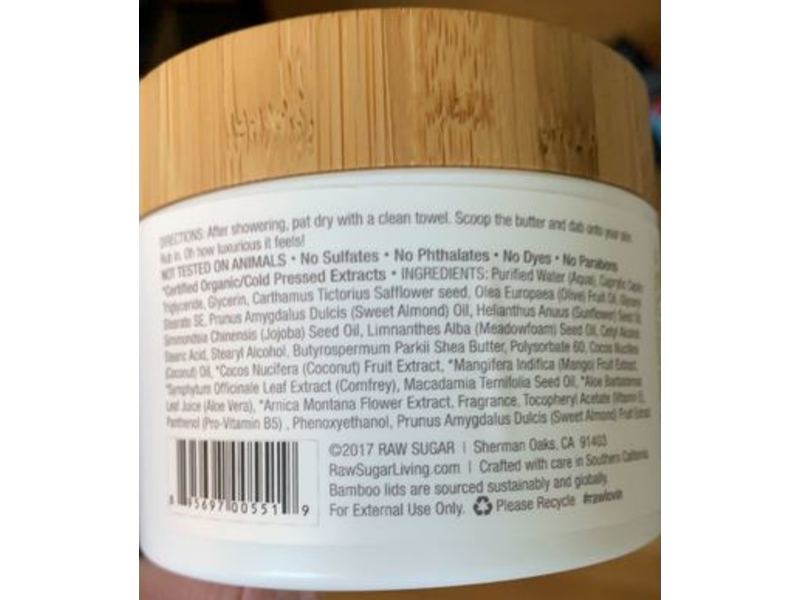 DIRECTIONS: After showering, pat dry with a clean towel. Scoop the butter and dab onto your skin.
Rub in. Oh how luxurious it feels!
NOT TESTED ON ANIMALS • No Sulfates • No Phthalates • No Dyes • No Parabens
*Certified Organic/Cold Pressed Extracts • INGREDIENTS: Purified Water (Aqua), Caprylic Capric
Triglyceride, Glycerin, Carthamus Tictorius Safflower seed, Olea Europaea (Olive) Fruit Oil, Glyceryl
Stearate SE, Prunus Amygdalus Dulcis (Sweet Almond) Oil, Helianthus Anuus (Sunflower) Seed Oil,
Simmondsia Chinensis (Jojoba) Seed Oil, Limnanthes Alba (Meadowfoam) Seed Oil, Cetyl Alcohol,
Stearic Acid, Stearyl Alcohol, Butyrospermum Parkii Shea Butter, Polysorbate 60, Cocos Nucifera
(Coconut) Oil, *Cocos Nucifera (Coconut) Fruit Extract, *Mangifera Indifica (Mango) Fruit Extract,
*Symphytum Officinale Leaf Extract (Comfrey), Macadamia Ternifolia Seed Oil, *Aloe Barbadensis
Leaf Juice (Aloe Vera), *Arnica Montana Flower Extract, Fragrance, Tocopheryl Acetate (Vitamin E),
Panthenol (Pro-Vitamin B5) , Phenoxyethanol, Prunus Amygdalus Dulcis (Sweet Almond) Fruit Extract
©2017 RAW SUGAR | Sherman Oaks, CA 91403
RawSugarLiving.com | Crafted with care in Southern California.
Bamboo lids are sourced sustainably and globally.
For External Use Only. Please Recycle #rawlovin
8 95697 00551 9